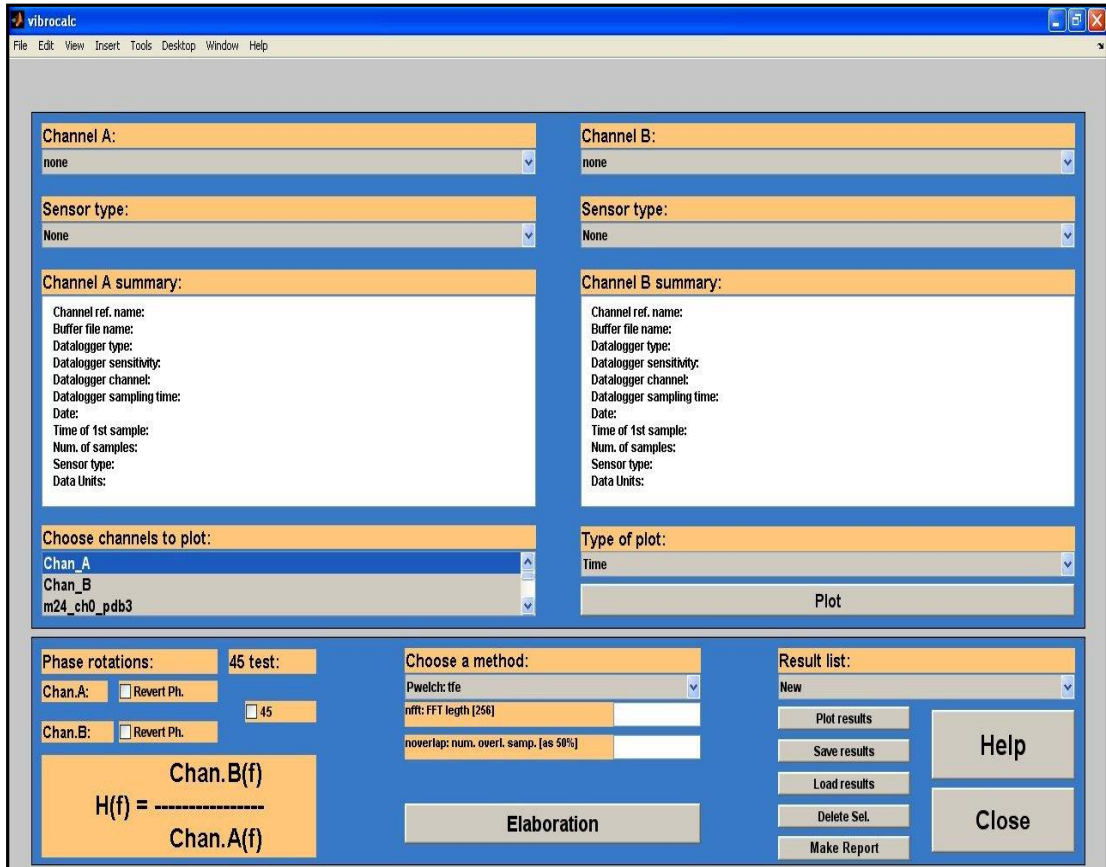 vibrocalc
File Edit View Insert Tools Desktop Window Help
Channel A:
none
Sensor type:
None
Channel A summary:
Channel ref. name:
Buffer file name:
Datalogger type:
Datalogger sensitivity:
Datalogger channel:
Datalogger sampling time:
Date:
Time of 1st sample:
Num. of samples:
Sensor type:
Data Units:
Channel B:
none
Sensor type:
None
Channel B summary:
Channel ref. name:
Buffer file name:
Datalogger type:
Datalogger sensitivity:
Datalogger channel:
Datalogger sampling time:
Date:
Time of 1st sample:
Num. of samples:
Sensor type:
Data Units:
Choose channels to plot:
Chan_A
Chan_B
m24_ch0_pdb3
Type of plot:
Time
Plot
Phase rotations:
Chan.A:
Revert Ph.
Chan.B:
Revert Ph.
45 test:
45
Chan.B(f)
H(f) = ----------------
Chan.A(f)
Choose a method:
Pwelch: tfe
nfft: FFT legth [256]
noverlap: num. overl. samp. [as 50%]
Elaboration
Result list:
New
Plot results
Save results
Load results
Delete Sel.
Make Report
Help
Close